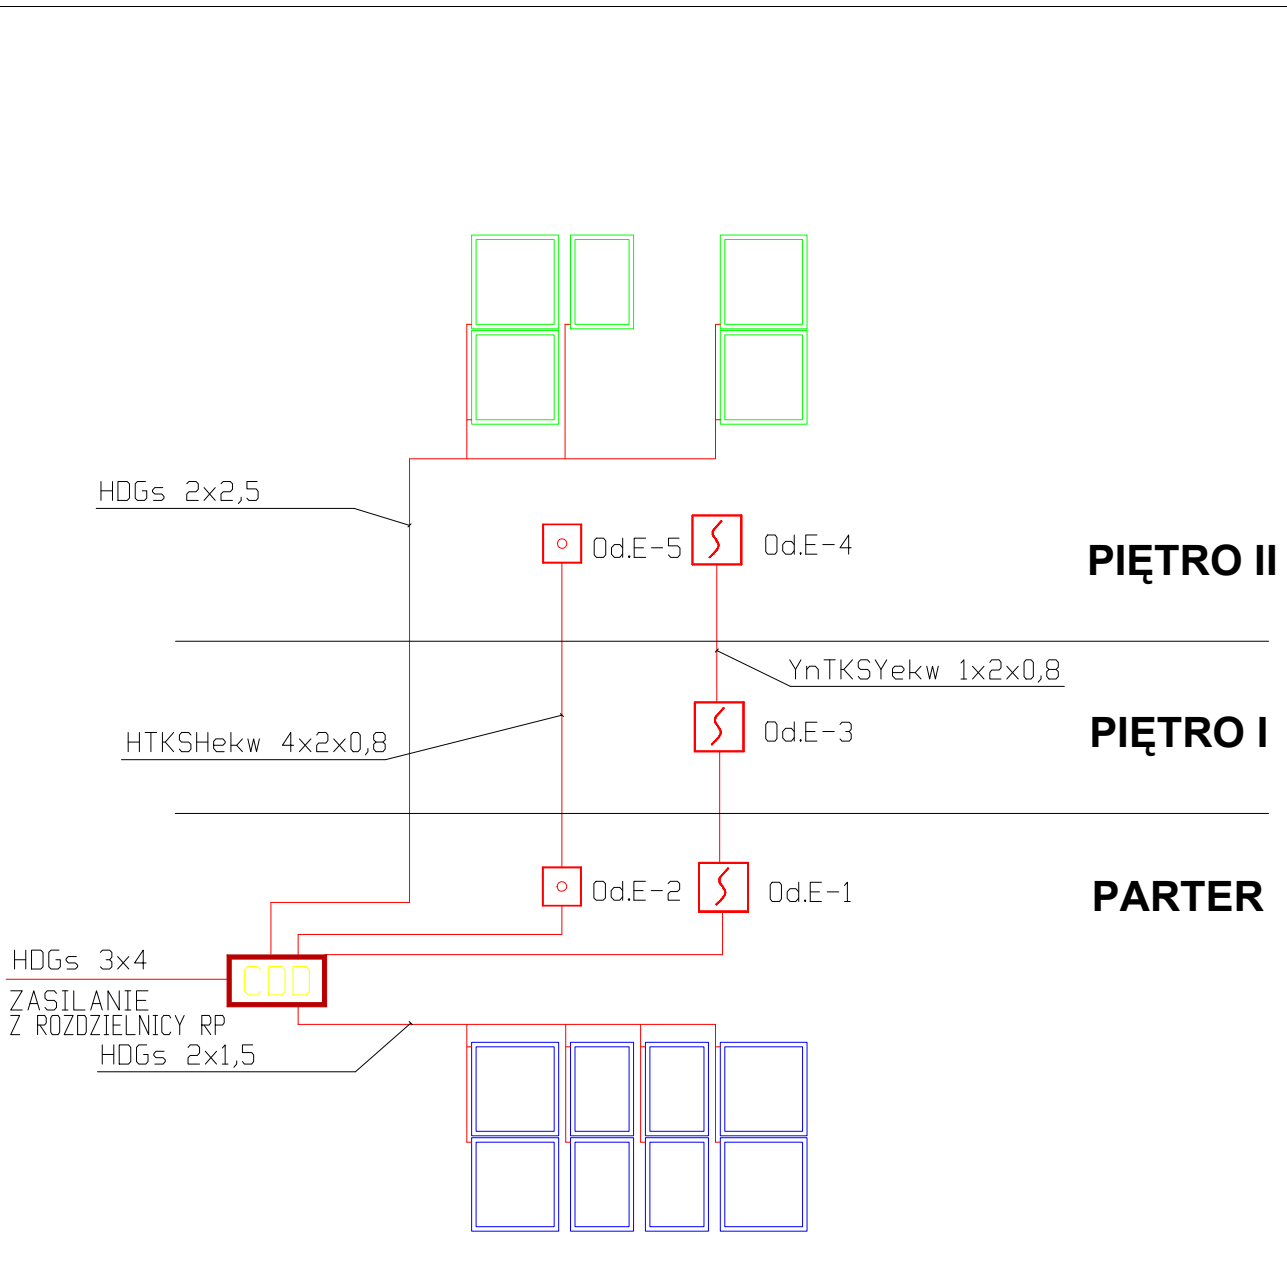 HDGs 2x2,5
Od.E-5
Od.E-4
PIĘTRO II
YnTKSYekw 1x2x0,8
HTKSHekw 4x2x0,8
Od.E-3
PIĘTRO I
Od.E-2
Od.E-1
PARTER
HDGs 3x4
CDD
ZASILANIE
Z ROZDZIELNICY RP
HDGs 2x1,5